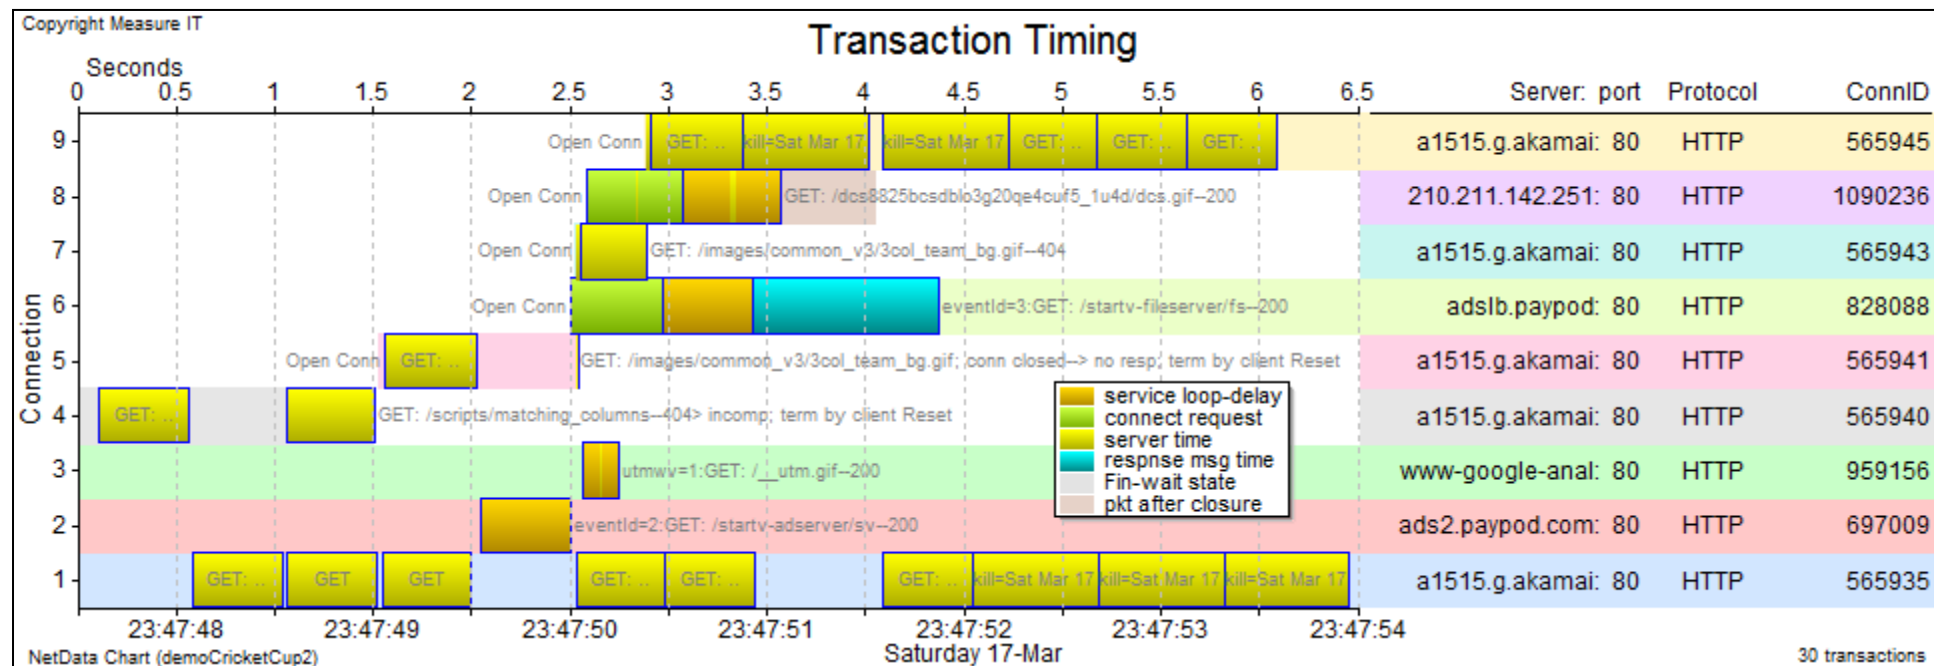 Copyright Measure IT
Transaction Timing
Seconds
0 0.5 1 1.5 2 2.5 3 3.5 4 4.5 5 5.5 6 6.5 Server: port Protocol ConnID
9 Open Conn GET: .. kill=Sat Mar 17 kill=Sat Mar 17 GET: .. GET: .. GET: .. a1515.g.akamai: 80 HTTP 565945
8 Open Conn GET: /dcs8825bcsdblo3g20qe4cuf5_1u4d/dcs.gif--200 210.211.142.251: 80 HTTP 1090236
7 Open Conn GET: /images/common_v3/3col_team_bg.gif--404 a1515.g.akamai: 80 HTTP 565943
6 Open Conn eventId=3:GET: /startv-fileserver/fs--200 adslb.paypod: 80 HTTP 828088
5 Open Conn GET: .. GET: /images/common_v3/3col_team_bg.gif; conn closed--> no resp; term by client Reset a1515.g.akamai: 80 HTTP 565941
4 GET: .. GET: /scripts/matching_columns--404> incomp; term by client Reset a1515.g.akamai: 80 HTTP 565940
3 utmwv=1:GET: /__utm.gif--200 www-google-anal: 80 HTTP 959156
2 eventId=2:GET: /startv-adserver/sv--200 ads2.paypod.com: 80 HTTP 697009
1 GET: .. GET GET GET: .. GET: .. GET: .. kill=Sat Mar 17 kill=Sat Mar 17 kill=Sat Mar 17 a1515.g.akamai: 80 HTTP 565935
Connection
service loop-delay
connect request
server time
respnse msg time
Fin-wait state
pkt after closure
23:47:48 23:47:49 23:47:50 23:47:51 23:47:52 23:47:53 23:47:54
Saturday 17-Mar
NetData Chart (demoCricketCup2)
30 transactions